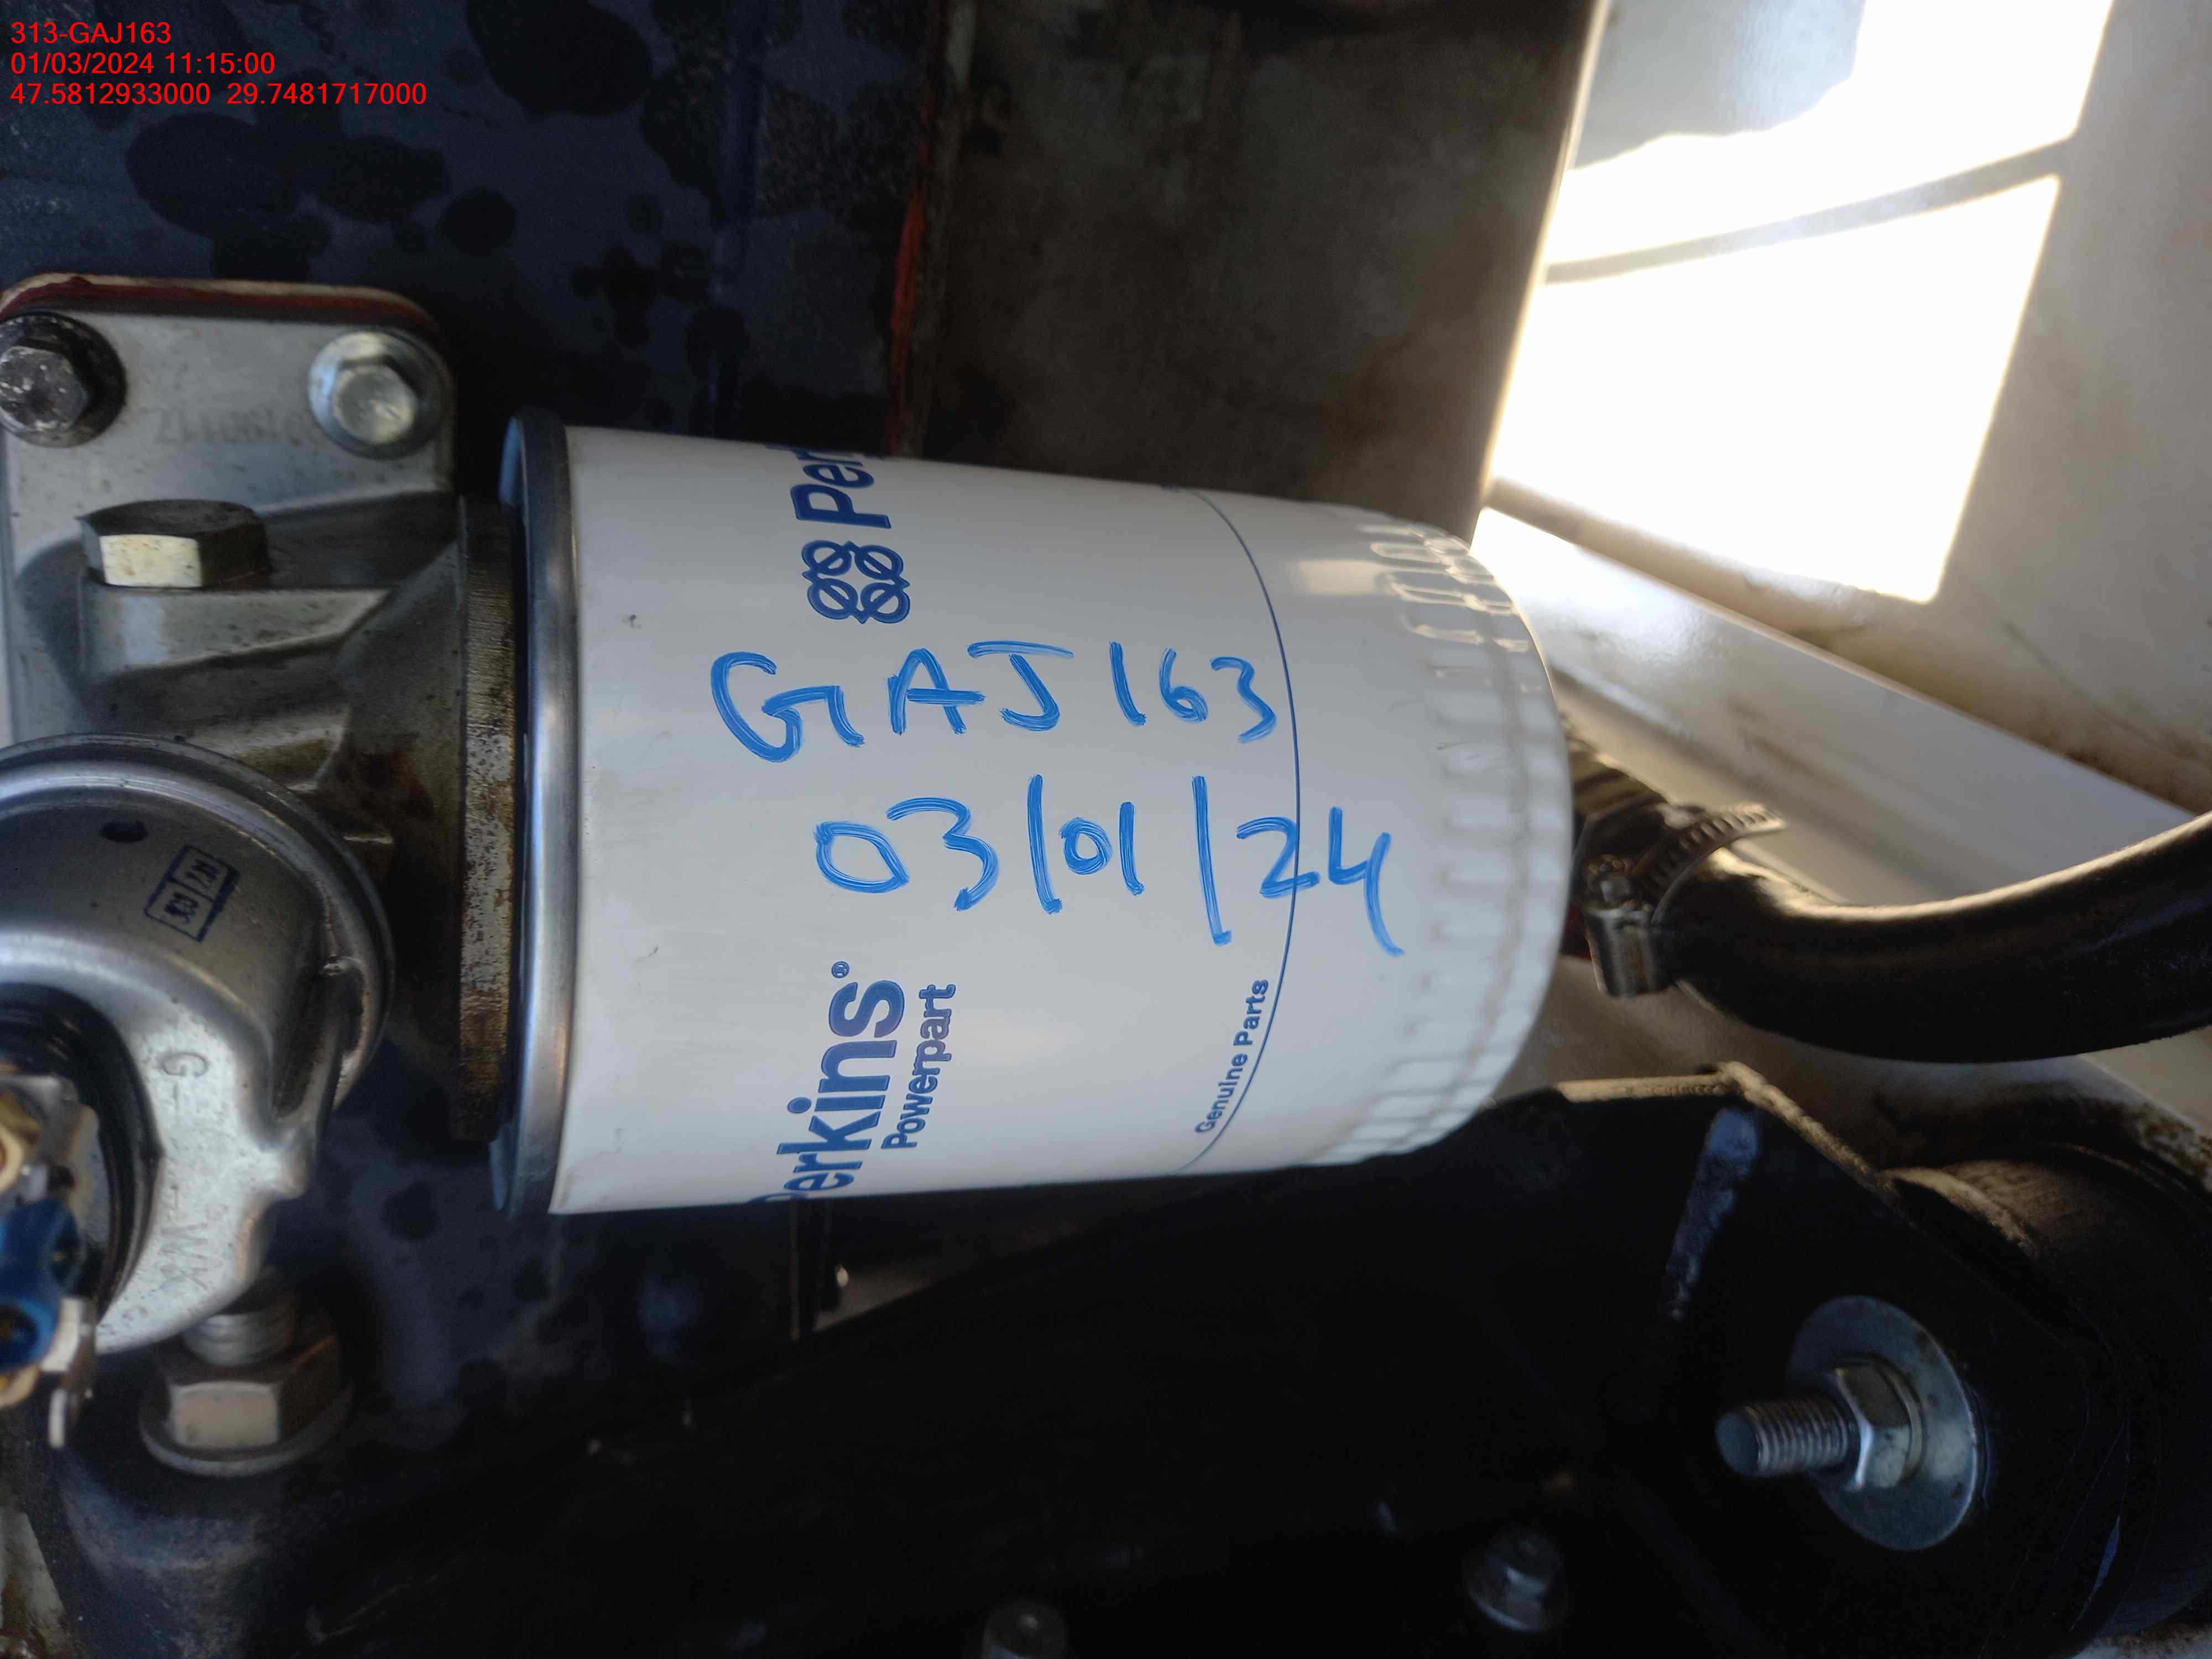 313-GAJ163
01/03/2024 11:15:00
47.5812933000 29.7481717000
GAJ163
03/01/24
Perkins®
Powerpart
Genuine Parts